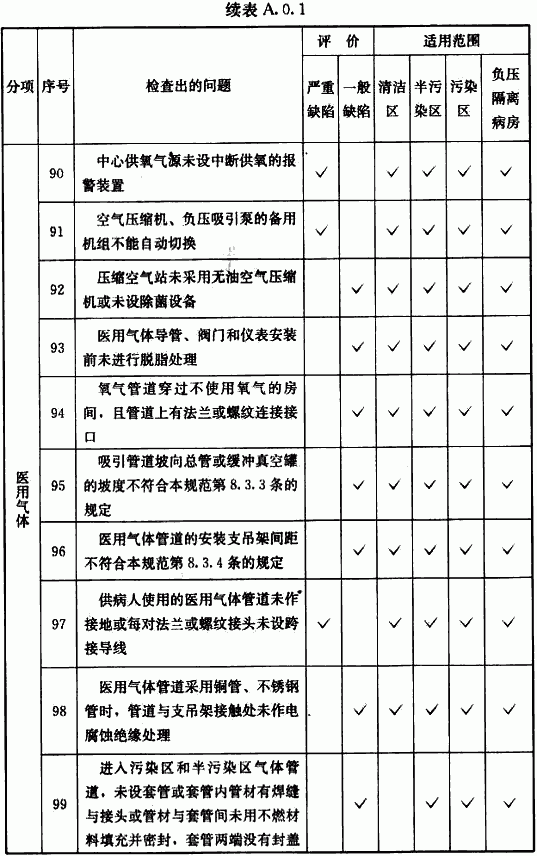 续表 A.0.1
分项 序号 检查出的问题 评 价 适用范围
严重缺陷 一般缺陷 清洁区 半污染区 污染区 负压隔离病房
医用气体
90 中心供氧气源未设中断供氧的报
警装置 ✓ ✓ ✓ ✓ ✓
91 空气压缩机、负压吸引泵的备用
机组不能自动切换 ✓ ✓ ✓ ✓ ✓
92 压缩空气站未采用无油空气压缩
机或未设除菌设备 ✓ ✓ ✓ ✓ ✓
93 医用气体导管、阀门和仪表安装
前未进行脱脂处理 ✓ ✓ ✓ ✓ ✓
94 氧气管道穿过不使用氧气的房
间，且管道上有法兰或螺纹连接接
口 ✓ ✓ ✓ ✓ ✓
95 吸引管道坡向总管或缓冲真空罐
的坡度不符合本规范第 8.3.3 条的
规定 ✓ ✓ ✓ ✓ ✓
96 医用气体管道的安装支吊架间距
不符合本规范第 8.3.4 条的规定 ✓ ✓ ✓ ✓ ✓
97 供病人使用的医用气体管道未作
接地或每对法兰或螺纹接头未设跨
接导线 ✓ ✓ ✓ ✓ ✓
98 医用气体管道采用铜管、不锈钢
管时，管道与支吊架接触处未作电
腐蚀绝缘处理 ✓ ✓ ✓ ✓ ✓
99 进入污染区和半污染区气体管
道，未设套管或套管内管材有焊缝
与接头或管材与套管间未用不燃材
料填充并密封，套管两端没有封盖 ✓ ✓ ✓ ✓